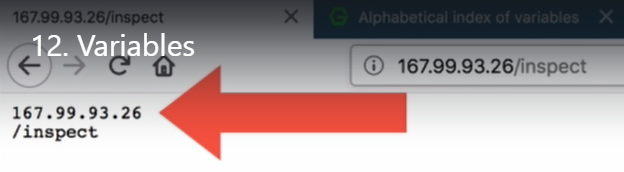 167.99.93.26/inspect
Alphabetical index of variables
12. Variables
167.99.93.26/inspect
167.99.93.26
/inspect